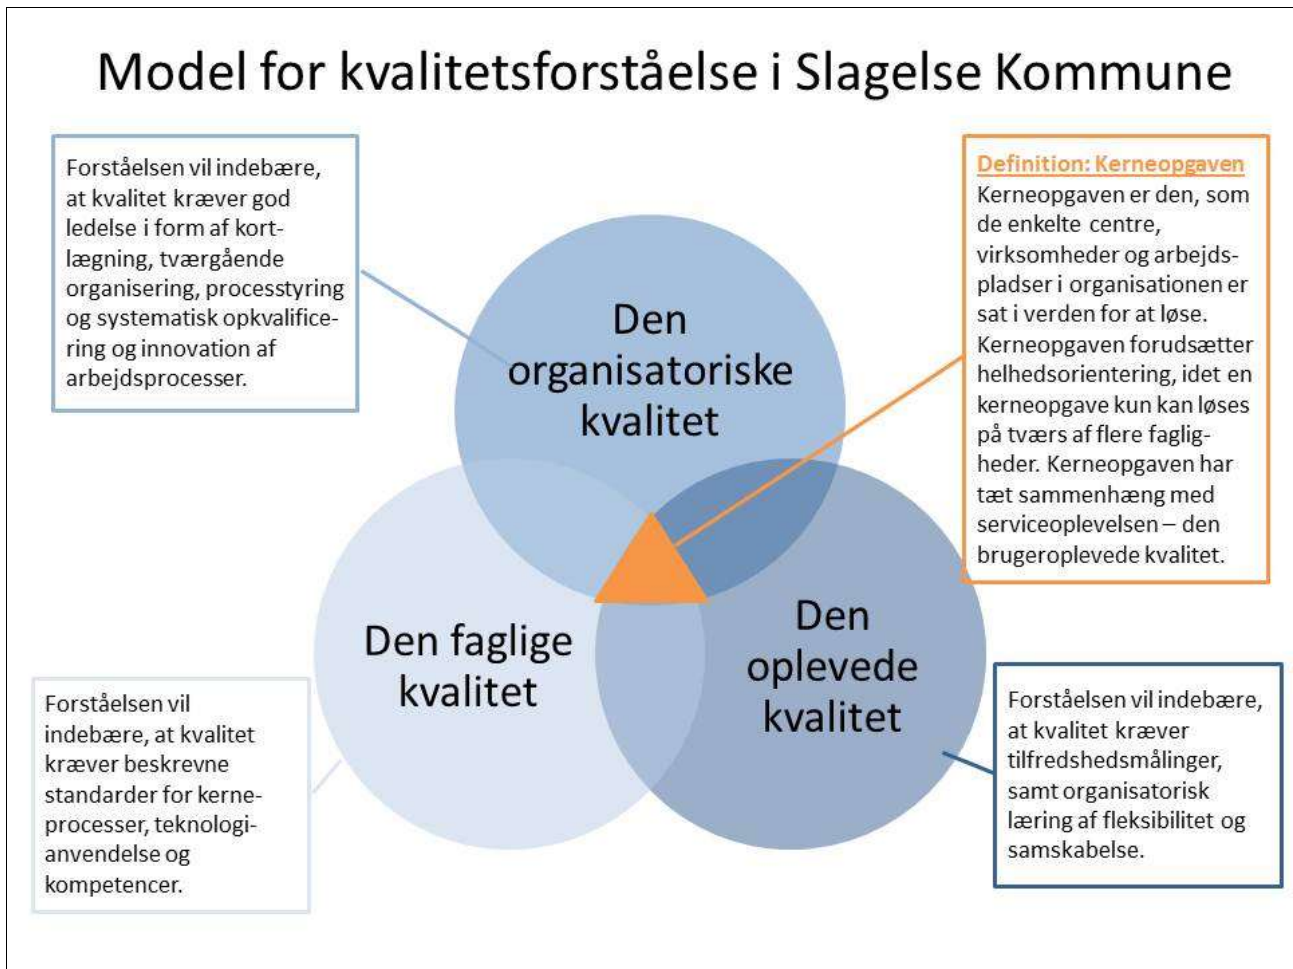 Model for kvalitetsforståelse i Slagelse Kommune
Forståelsen vil indebære,
at kvalitet kræver god
ledelse i form af kort-
lægning, tværgående
organisering, processtyring
og systematisk opkvalifice-
ring og innovation af
arbejdsprocesser.
Definition: Kerneopgaven
Kerneopgaven er den, som
de enkelte centre,
virksomheder og arbejds-
pladser i organisationen er
sat i verden for at løse.
Kerneopgaven forudsætter
helhedsorientering, idet en
kerneopgave kun kan løses
på tværs af flere faglig-
heder. Kerneopgaven har
tæt sammenhæng med
serviceoplevelsen – den
brugeroplevede kvalitet.
Den
organisatoriske
kvalitet
Den faglige
kvalitet
Den
oplevede
kvalitet
Forståelsen vil
indebære, at kvalitet
kræver beskrevne
standarder for kerne-
processer, teknologi-
anvendelse og
kompetencer.
Forståelsen vil indebære,
at kvalitet kræver
tilfredshedsmålinger,
samt organisatorisk
læring af fleksibilitet og
samskabelse.